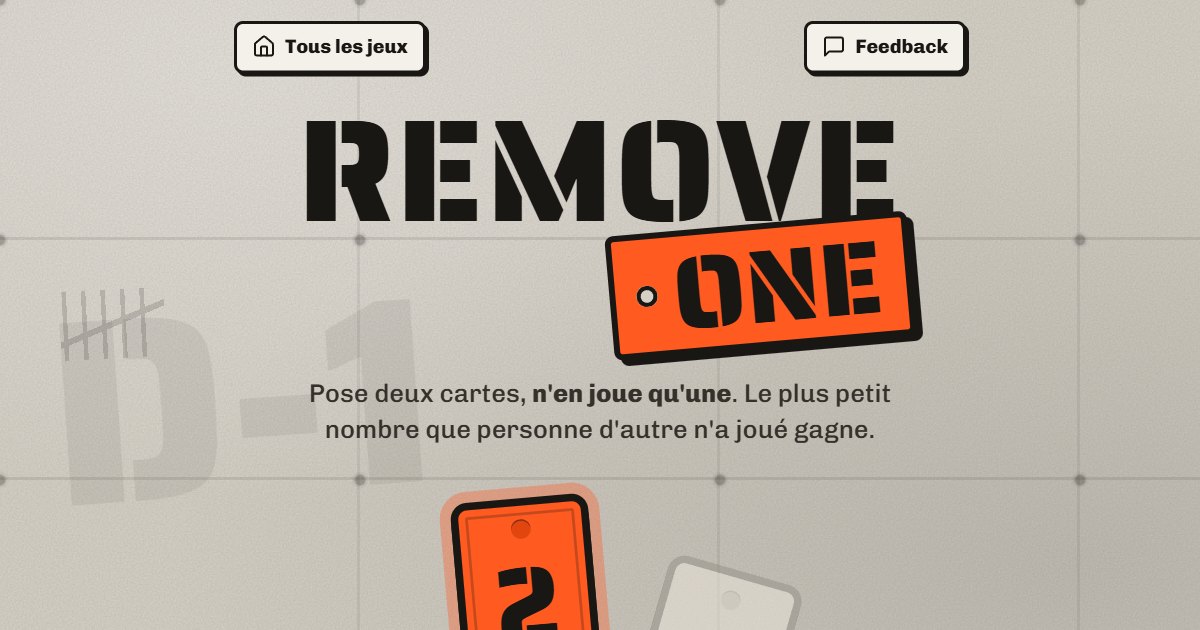 Tous les jeux
Feedback
REMOVE
ONE
D-1
Pose deux cartes, n'en joue qu'une. Le plus petit
nombre que personne d'autre n'a joué gagne.
2